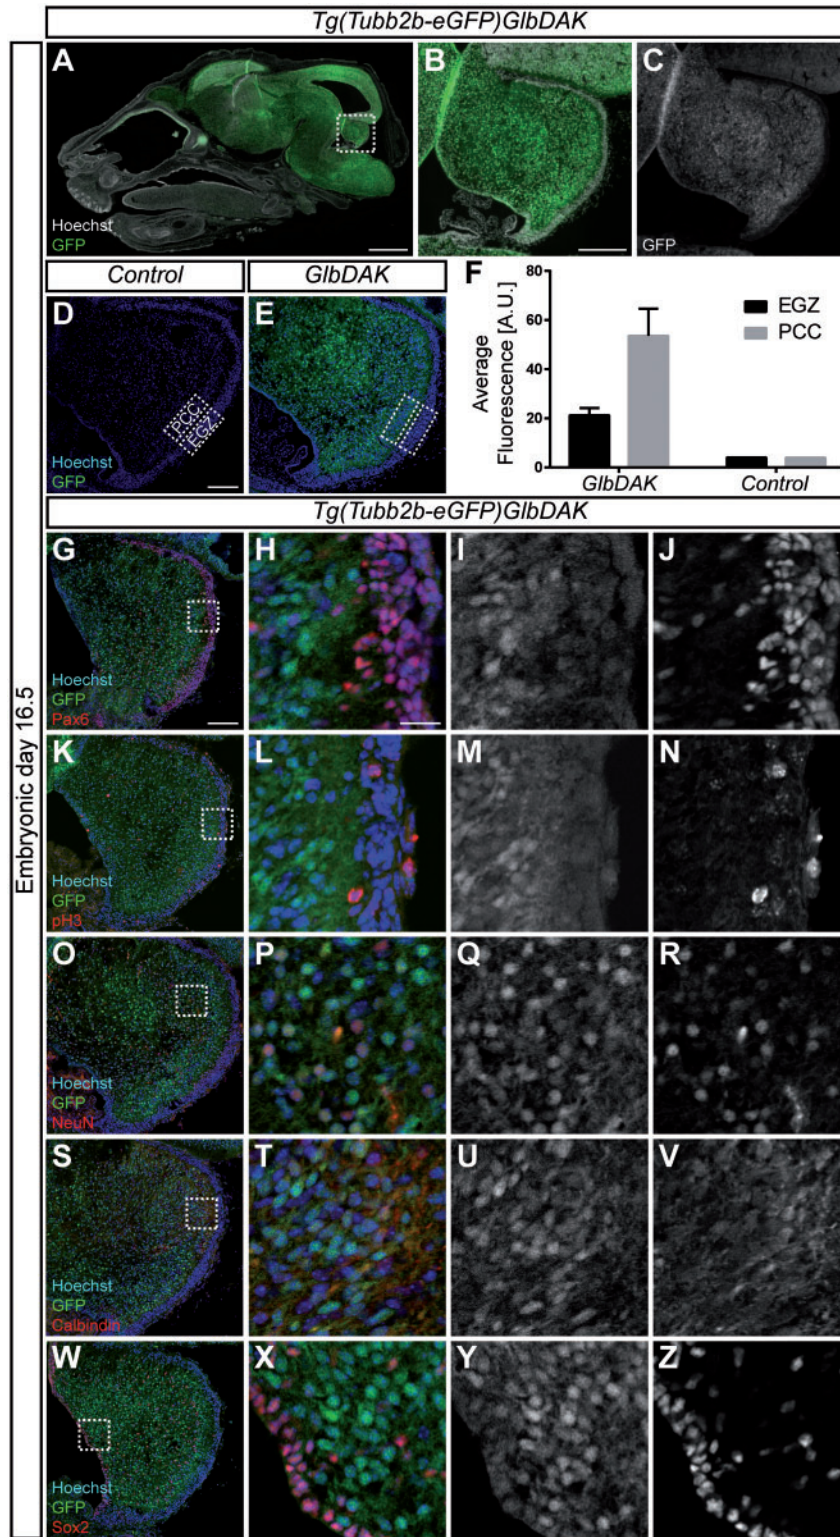 Tg(Tubb2b-eGFP)GlbDAK
A
B
C
Hoechst
GFP
GFP
Control
GlbDAK
D
E
F
PCC
EGZ
Hoechst
GFP
Average
Fluorescence [A.U.]
80
60
40
20
0
EGZ
PCC
GlbDAK
Control
Tg(Tubb2b-eGFP)GlbDAK
Embryonic day 16.5
G
H
I
J
Hoechst
GFP
Pax6
K
L
M
N
Hoechst
GFP
pH3
O
P
Q
R
Hoechst
GFP
NeuN
S
T
U
V
Hoechst
GFP
Calbindin
W
X
Y
Z
Hoechst
GFP
Sox2